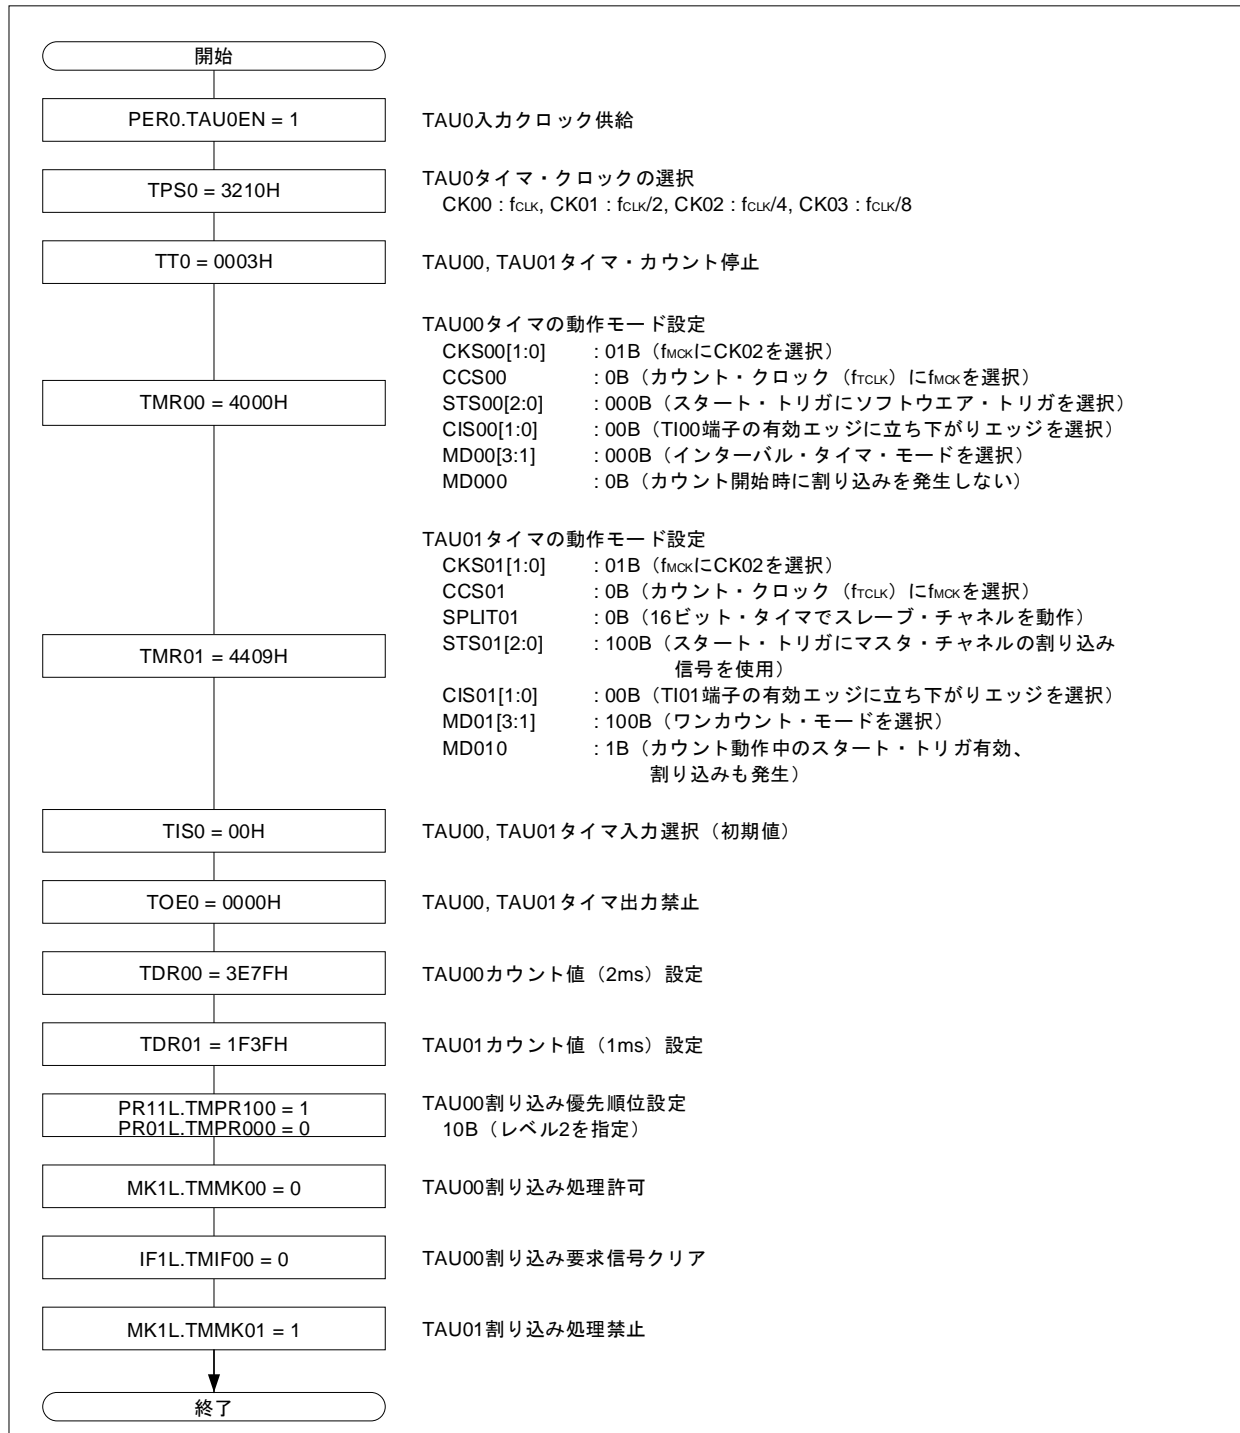 開始
PER0.TAU0EN = 1
TAU0入力クロック供給
TPS0 = 3210H
TAU0タイマ・クロックの選択
CK00 : fCLK, CK01 : fCLK/2, CK02 : fCLK/4, CK03 : fCLK/8
TT0 = 0003H
TAU00, TAU01タイマ・カウント停止
TMR00 = 4000H
TAU00タイマの動作モード設定
CKS00[1:0] : 01B（fMCKにCK02を選択）
CCS00 : 0B（カウント・クロック（fTCLK）にfMCKを選択）
STS00[2:0] : 000B（スタート・トリガにソフトウエア・トリガを選択）
CIS00[1:0] : 00B（TI00端子の有効エッジに立ち下がりエッジを選択）
MD00[3:1] : 000B（インターバル・タイマ・モードを選択）
MD000 : 0B（カウント開始時に割り込みを発生しない）
TMR01 = 4409H
TAU01タイマの動作モード設定
CKS01[1:0] : 01B（fMCKにCK02を選択）
CCS01 : 0B（カウント・クロック（fTCLK）にfMCKを選択）
SPLIT01 : 0B（16ビット・タイマでスレーブ・チャネルを動作）
STS01[2:0] : 100B（スタート・トリガにマスタ・チャネルの割り込み
信号を使用）
CIS01[1:0] : 00B（TI01端子の有効エッジに立ち下がりエッジを選択）
MD01[3:1] : 100B（ワンカウント・モードを選択）
MD010 : 1B（カウント動作中のスタート・トリガ有効、
割り込みも発生）
TIS0 = 00H
TAU00, TAU01タイマ入力選択（初期値）
TOE0 = 0000H
TAU00, TAU01タイマ出力禁止
TDR00 = 3E7FH
TAU00カウント値（2ms）設定
TDR01 = 1F3FH
TAU01カウント値（1ms）設定
PR11L.TMPR100 = 1
PR01L.TMPR000 = 0
TAU00割り込み優先順位設定
10B（レベル2を指定）
MK1L.TMMK00 = 0
TAU00割り込み処理許可
IF1L.TMIF00 = 0
TAU00割り込み要求信号クリア
MK1L.TMMK01 = 1
TAU01割り込み処理禁止
終了